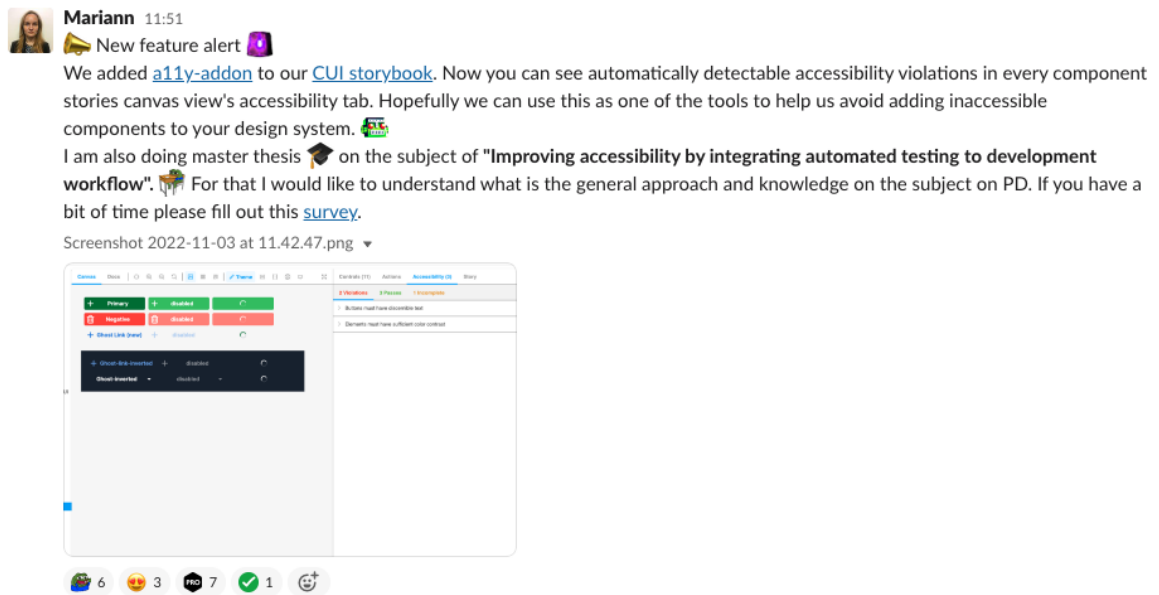 Mariann 11:51
New feature alert
We added a11y-addon to our CUI storybook. Now you can see automatically detectable accessibility violations in every component
stories canvas view's accessibility tab. Hopefully we can use this as one of the tools to help us avoid adding inaccessible
components to your design system.
I am also doing master thesis on the subject of "Improving accessibility by integrating automated testing to development
workflow". For that I would like to understand what is the general approach and knowledge on the subject on PD. If you have a
bit of time please fill out this survey.
Screenshot 2022-11-03 at 11.42.47.png
Canvas Docs Theme Controls (11) Actions Accessibility (3) Story
2 Violations 3 Passes 1 Incomplete
Primary disabled
Buttons must have discernible text
Negative disabled
Elements must have sufficient color contrast
Ghost Link (new) disabled
Ghost-link-inverted disabled
Ghost-inverted disabled
6 3 PRO 7 1